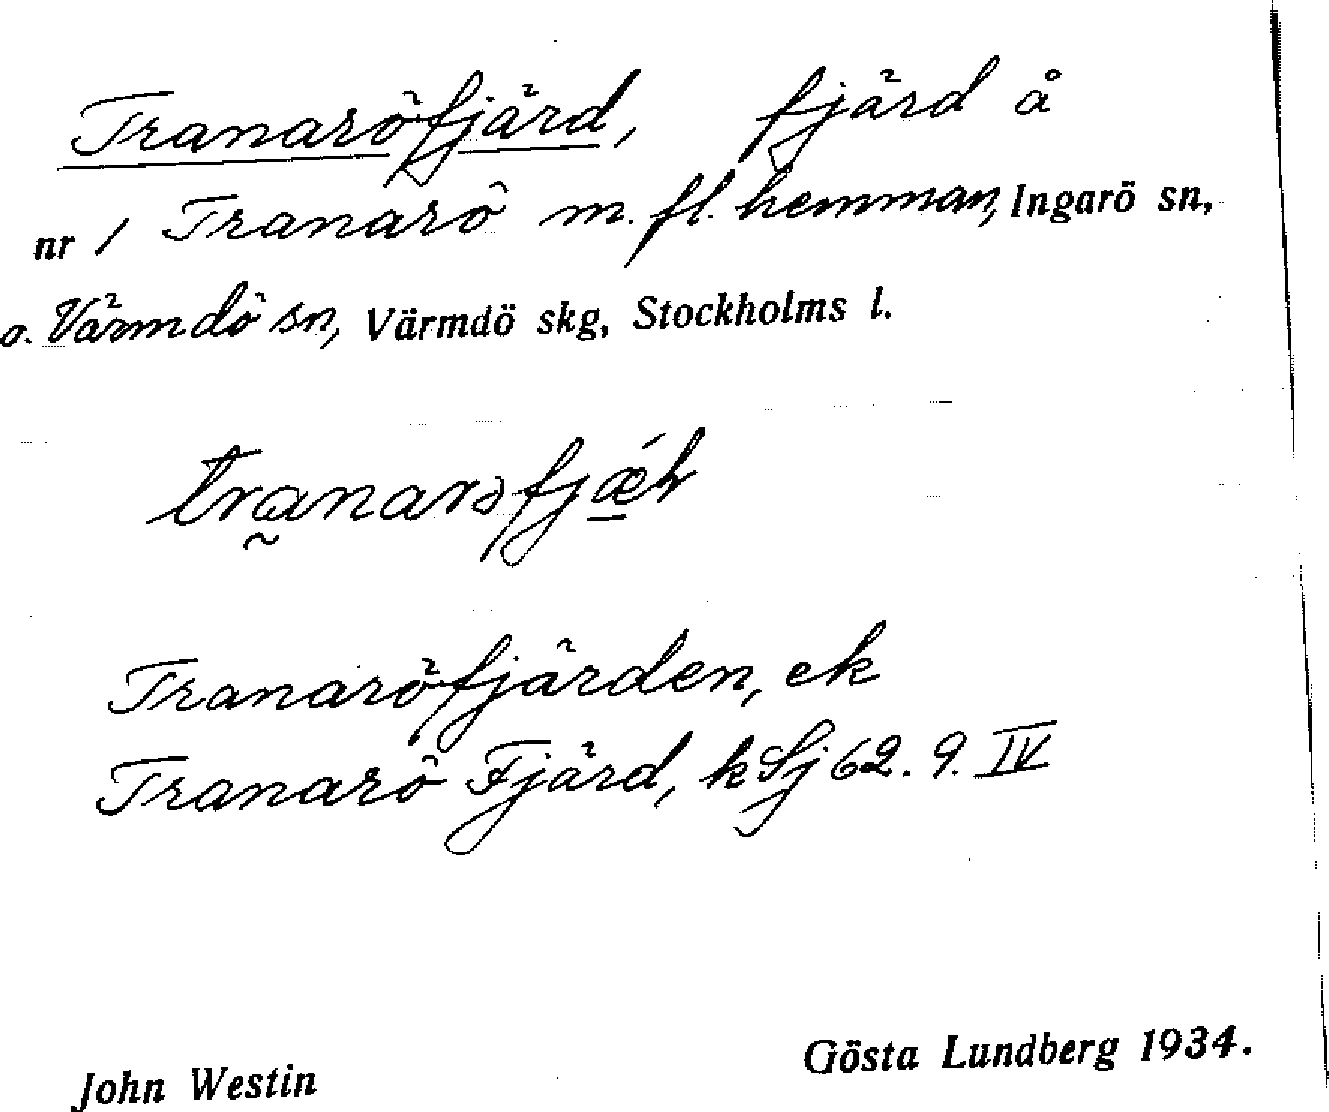 Tranaröfjärd, fjärd å
nr 1 Tranarö m. fl. hemman, Ingarö sn,
o. Värmdö sn, Värmdö skg, Stockholms l.
Tranaröfjärden, ek
Tranarö Fjärd, kSj 62. 9. IV
Gösta Lundberg 1934.
John Westin